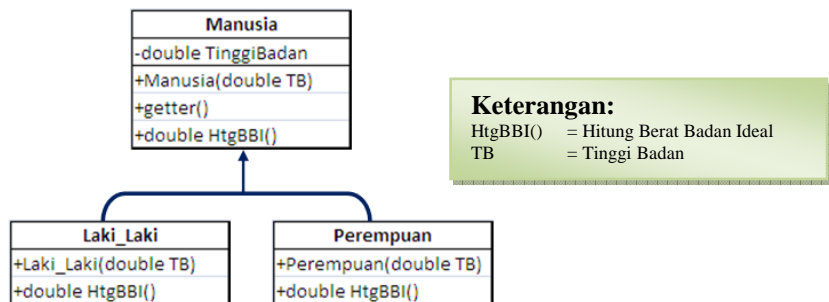 Manusia
-double TinggiBadan
+Manusia(double TB)
+getter()
+double HtgBBI()
Keterangan:
HtgBBI() = Hitung Berat Badan Ideal
TB = Tinggi Badan
Laki_Laki
+Laki_Laki(double TB)
+double HtgBBI()
Perempuan
+Perempuan(double TB)
+double HtgBBI()